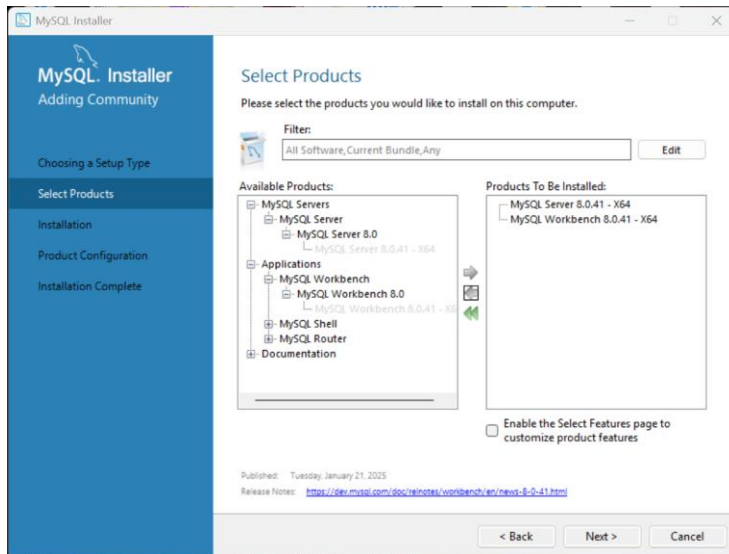 MySQL Installer
MySQL. Installer
Adding Community
Choosing a Setup Type
Select Products
Installation
Product Configuration
Installation Complete
Select Products
Please select the products you would like to install on this computer.
Filter:
All Software,Current Bundle,Any
Edit
Available Products:
MySQL Servers
MySQL Server
MySQL Server 8.0
MySQL Server 8.0.41 - X64
Applications
MySQL Workbench
MySQL Workbench 8.0
MySQL Workbench 8.0.41 - X6
MySQL Shell
MySQL Router
Documentation
Products To Be Installed:
MySQL Server 8.0.41 - X64
MySQL Workbench 8.0.41 - X64
Enable the Select Features page to
customize product features
Published: Tuesday, January 21, 2025
Release Notes: https://dev.mysql.com/doc/relnotes/workbench/en/news-8-0-41.html
< Back
Next >
Cancel